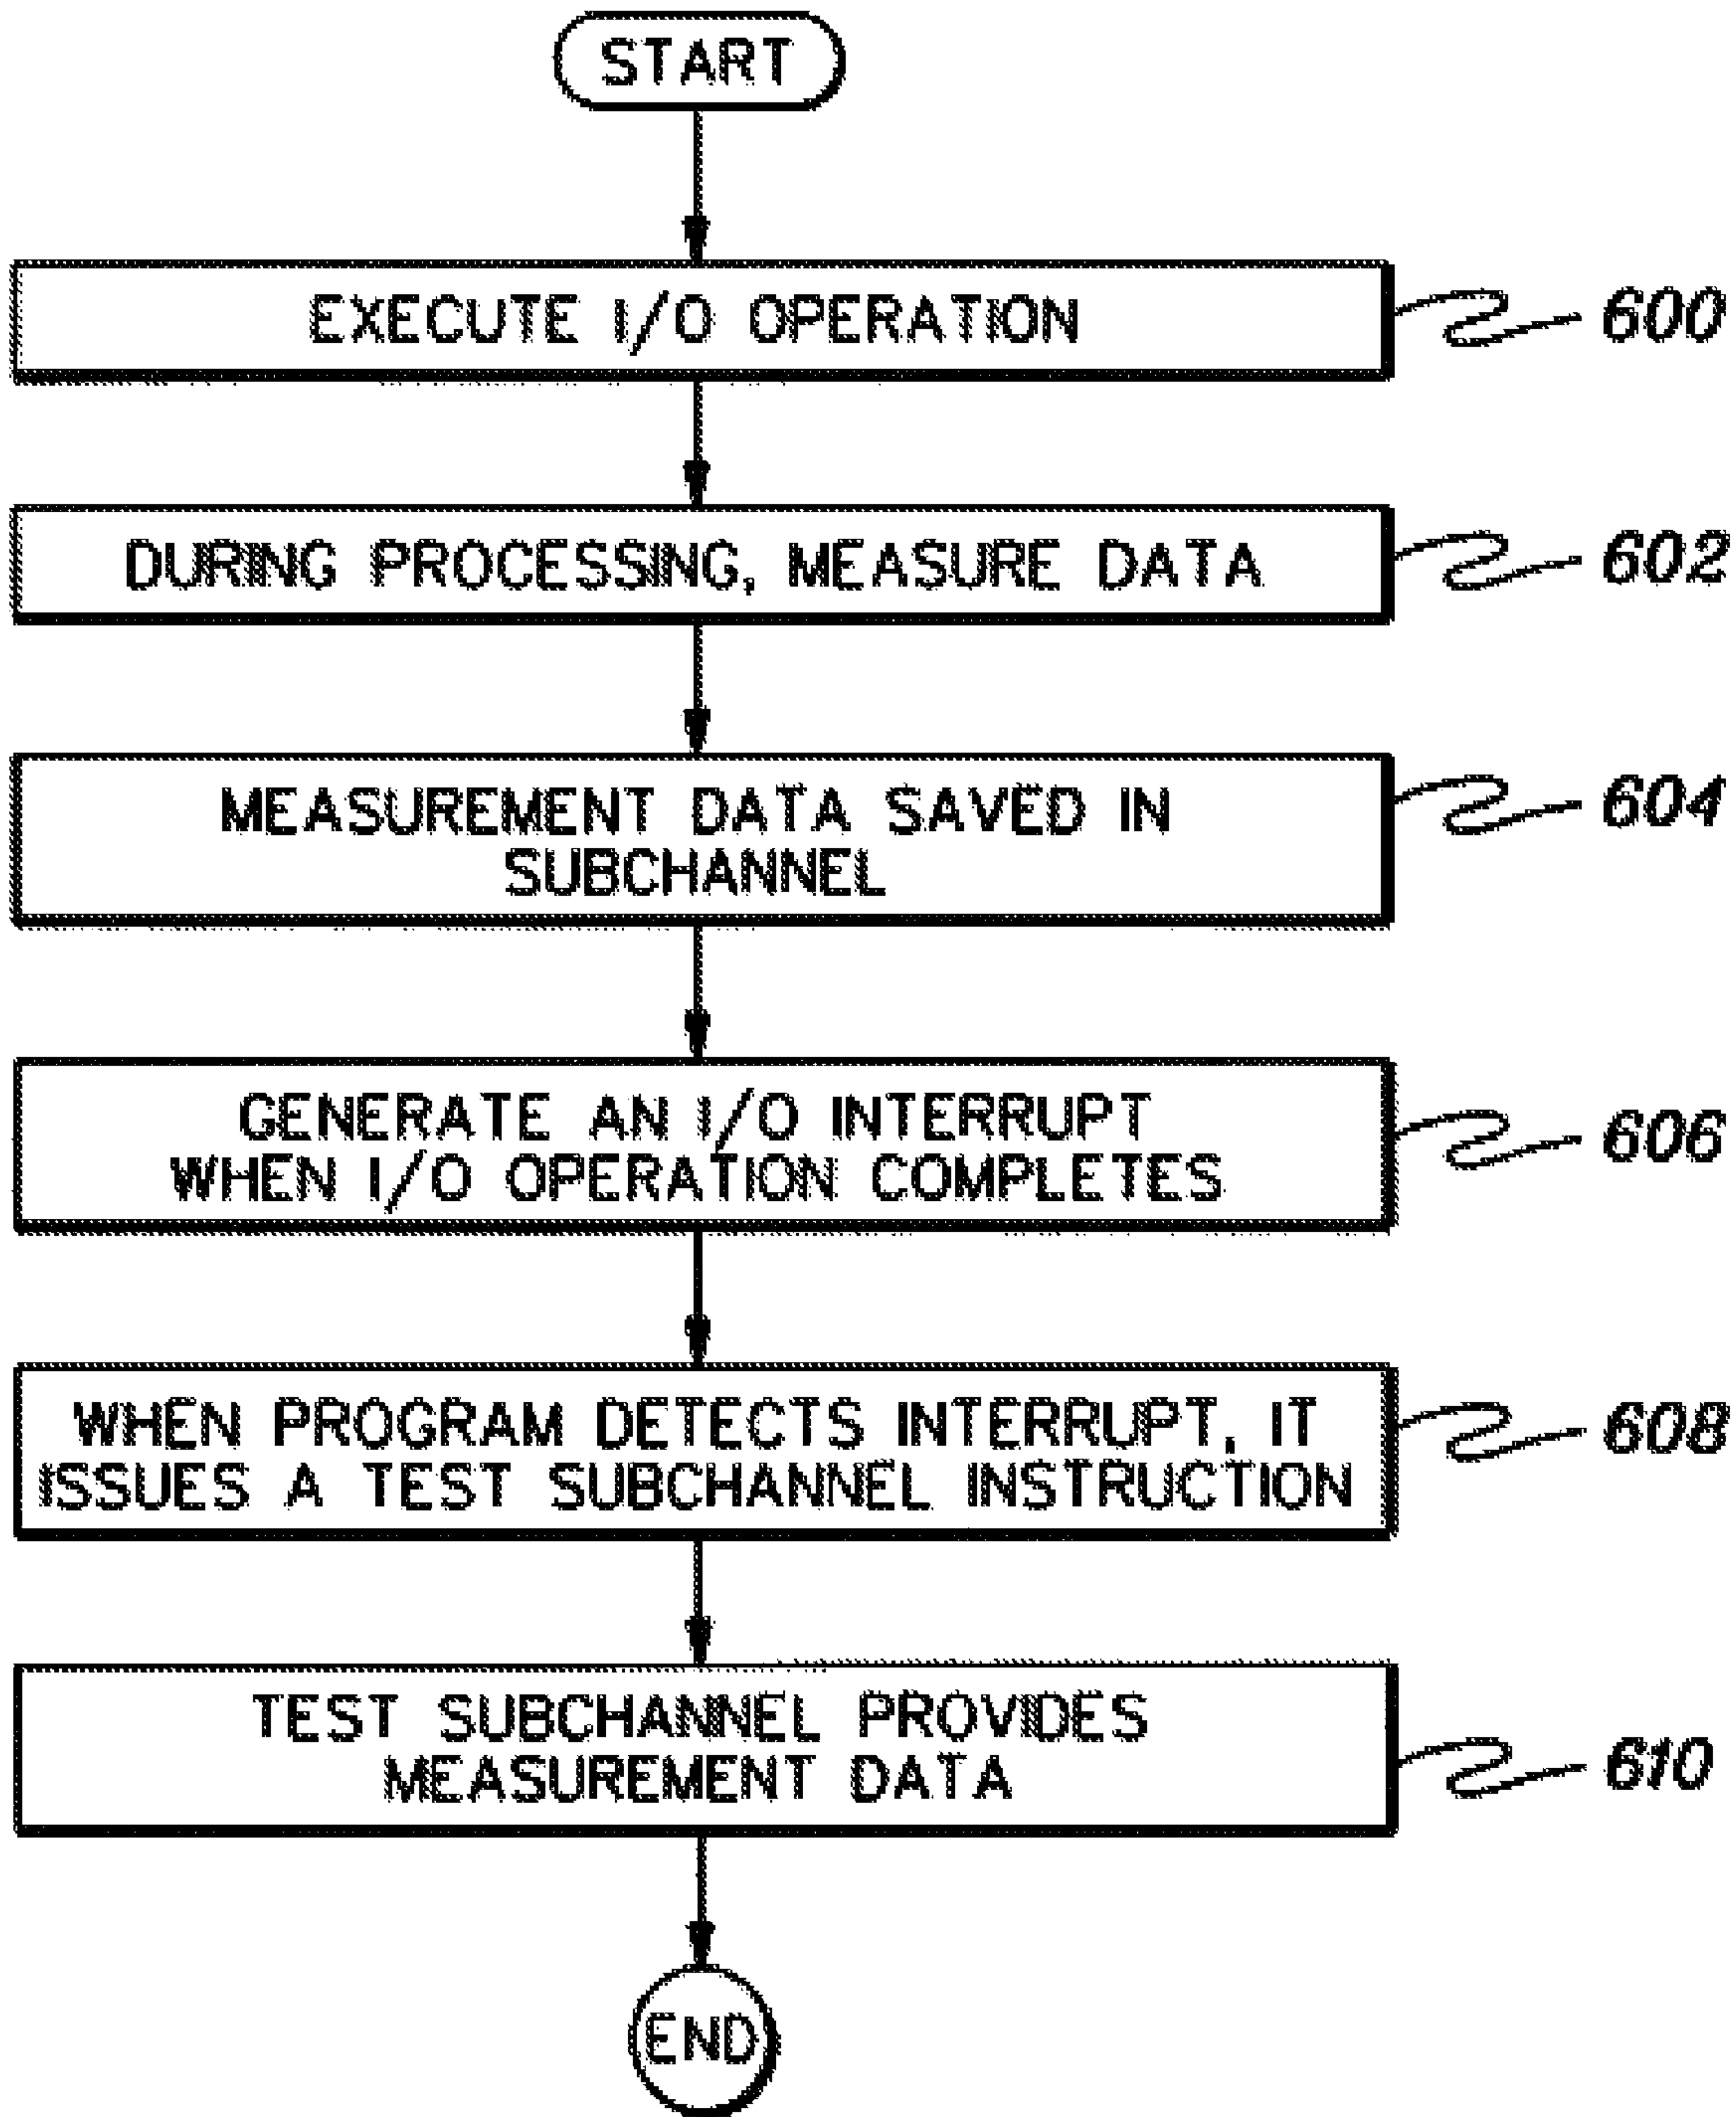 START
EXECUTE I/O OPERATION
600
DURING PROCESSING, MEASURE DATA
602
MEASUREMENT DATA SAVED IN
SUBCHANNEL
604
GENERATE AN I/O INTERRUPT
WHEN I/O OPERATION COMPLETES
606
WHEN PROGRAM DETECTS INTERRUPT, IT
ISSUES A TEST SUBCHANNEL INSTRUCTION
608
TEST SUBCHANNEL PROVIDES
MEASUREMENT DATA
610
END